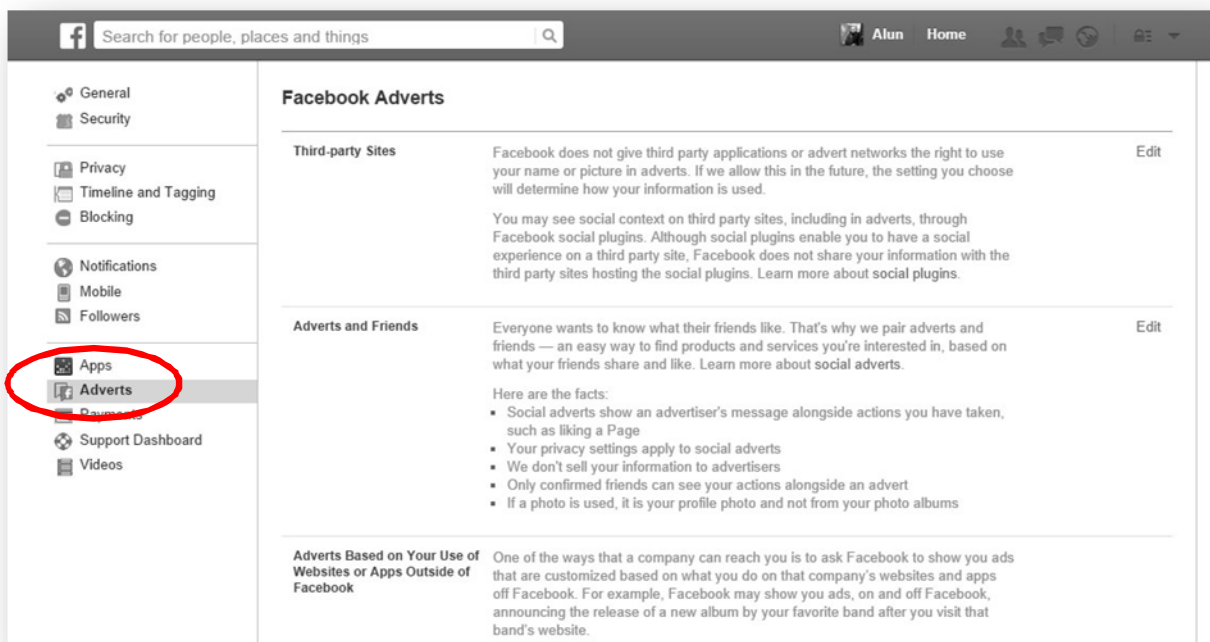 f
Search for people, places and things
Alun Home
General
Security
Privacy
Timeline and Tagging
Blocking
Notifications
Mobile
Followers
Apps
Adverts
Payments
Support Dashboard
Videos
Facebook Adverts
Third-party Sites
Facebook does not give third party applications or advert networks the right to use
your name or picture in adverts. If we allow this in the future, the setting you choose
will determine how your information is used.
You may see social context on third party sites, including in adverts, through
Facebook social plugins. Although social plugins enable you to have a social
experience on a third party site, Facebook does not share your information with the
third party sites hosting the social plugins. Learn more about social plugins.
Edit
Adverts and Friends
Everyone wants to know what their friends like. That's why we pair adverts and
friends — an easy way to find products and services you're interested in, based on
what your friends share and like. Learn more about social adverts.
Here are the facts:
▪ Social adverts show an advertiser's message alongside actions you have taken,
such as liking a Page
▪ Your privacy settings apply to social adverts
▪ We don't sell your information to advertisers
▪ Only confirmed friends can see your actions alongside an advert
▪ If a photo is used, it is your profile photo and not from your photo albums
Edit
Adverts Based on Your Use of
Websites or Apps Outside of
Facebook
One of the ways that a company can reach you is to ask Facebook to show you ads
that are customized based on what you do on that company's websites and apps
off Facebook. For example, Facebook may show you ads, on and off Facebook,
announcing the release of a new album by your favorite band after you visit that
band's website.